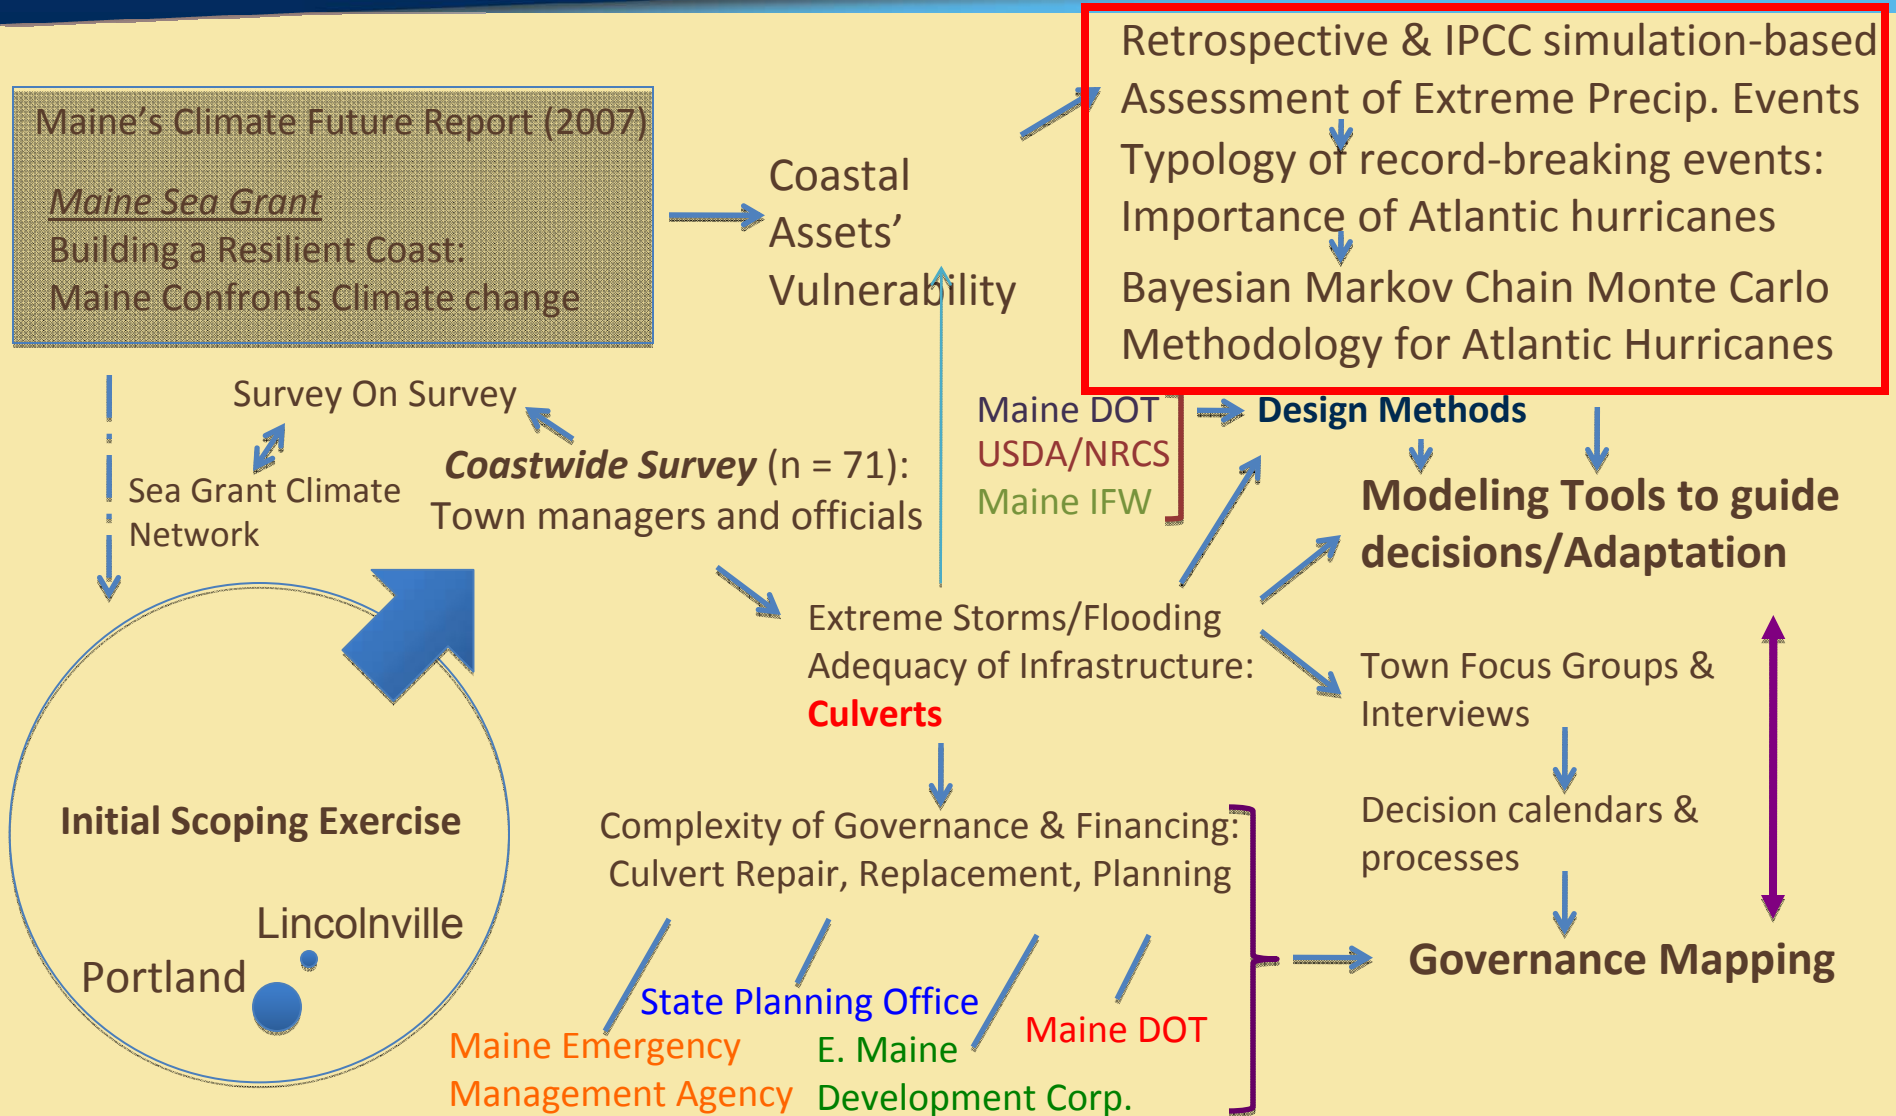 Maine’s Climate Future Report (2007)
Maine Sea Grant
Building a Resilient Coast:
Maine Confronts Climate change
Coastal
Assets’
Vulnerability
Retrospective & IPCC simulation-based
Assessment of Extreme Precip. Events
Typology of record-breaking events:
Importance of Atlantic hurricanes
Bayesian Markov Chain Monte Carlo
Methodology for Atlantic Hurricanes
Survey On Survey
Sea Grant Climate
Network
Coastwide Survey (n = 71):
Town managers and officials
Maine DOT
USDA/NRCS
Maine IFW
Design Methods
Modeling Tools to guide
decisions/Adaptation
Extreme Storms/Flooding
Adequacy of Infrastructure:
Culverts
Town Focus Groups &
Interviews
Decision calendars &
processes
Governance Mapping
Initial Scoping Exercise
Lincolnville
Portland
Complexity of Governance & Financing:
Culvert Repair, Replacement, Planning
State Planning Office
Maine Emergency
Management Agency
E. Maine
Development Corp.
Maine DOT